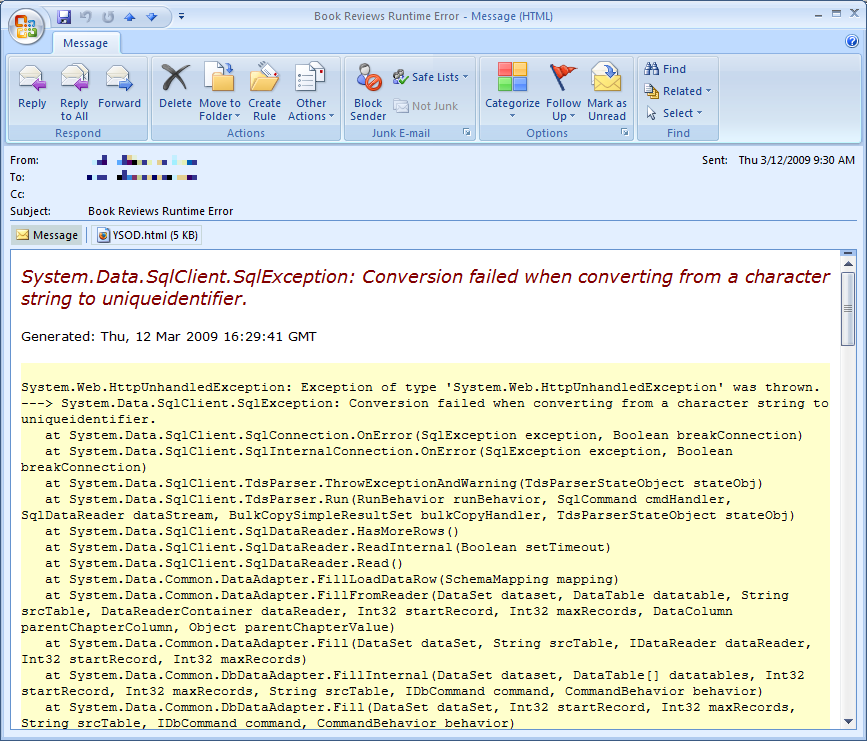 Book Reviews Runtime Error - Message (HTML)
Message
Reply
Reply to All
Forward
Respond
Delete
Move to Folder
Create Rule
Other Actions
Actions
Block Sender
Safe Lists
Not Junk
Junk E-mail
Categorize
Follow Up
Mark as Unread
Options
Find
Related
Select
Find
From:
Sent: Thu 3/12/2009 9:30 AM
To:
Cc:
Subject: Book Reviews Runtime Error
Message
YSOD.html (5 KB)
System.Data.SqlClient.SqlException: Conversion failed when converting from a character
string to uniqueidentifier.
Generated: Thu, 12 Mar 2009 16:29:41 GMT
System.Web.HttpUnhandledException: Exception of type 'System.Web.HttpUnhandledException' was thrown.
---> System.Data.SqlClient.SqlException: Conversion failed when converting from a character string to
uniqueidentifier.
at System.Data.SqlClient.SqlConnection.OnError(SqlException exception, Boolean breakConnection)
at System.Data.SqlClient.SqlInternalConnection.OnError(SqlException exception, Boolean
breakConnection)
at System.Data.SqlClient.TdsParser.ThrowExceptionAndWarning(TdsParserStateObject stateObj)
at System.Data.SqlClient.TdsParser.Run(RunBehavior runBehavior, SqlCommand cmdHandler,
SqlDataReader dataStream, BulkCopySimpleResultSet bulkCopyHandler, TdsParserStateObject stateObj)
at System.Data.SqlClient.SqlDataReader.HasMoreRows()
at System.Data.SqlClient.SqlDataReader.ReadInternal(Boolean setTimeout)
at System.Data.SqlClient.SqlDataReader.Read()
at System.Data.Common.DataAdapter.FillLoadDataRow(SchemaMapping mapping)
at System.Data.Common.DataAdapter.FillFromReader(DataSet dataset, DataTable datatable, String
srcTable, DataReaderContainer dataReader, Int32 startRecord, Int32 maxRecords, DataColumn
parentChapterColumn, Object parentChapterValue)
at System.Data.Common.DataAdapter.Fill(DataSet dataSet, String srcTable, IDataReader dataReader,
Int32 startRecord, Int32 maxRecords)
at System.Data.Common.DbDataAdapter.FillInternal(DataSet dataset, DataTable[] datatables, Int32
startRecord, Int32 maxRecords, String srcTable, IDbCommand command, CommandBehavior behavior)
at System.Data.Common.DbDataAdapter.Fill(DataSet dataSet, Int32 startRecord, Int32 maxRecords,
String srcTable, IDbCommand command, CommandBehavior behavior)